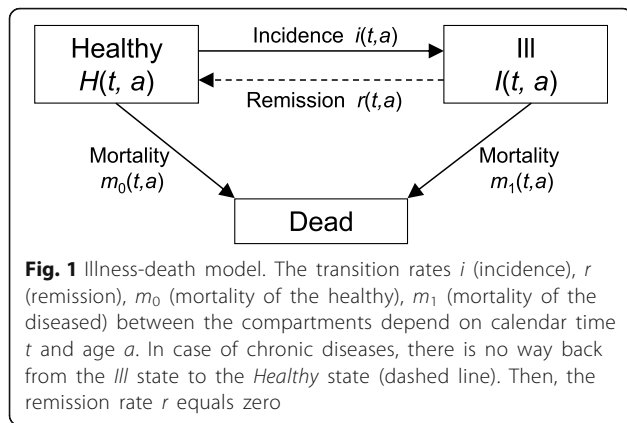 Healthy
H(t, a)
Incidence i(t,a)
Ill
I(t, a)
Remission r(t,a)
Mortality
m₀(t,a)
Mortality
m₁(t,a)
Dead
Fig. 1 Illness-death model. The transition rates i (incidence), r
(remission), m₀ (mortality of the healthy), m₁ (mortality of the
diseased) between the compartments depend on calendar time
t and age a. In case of chronic diseases, there is no way back
from the Ill state to the Healthy state (dashed line). Then, the
remission rate r equals zero